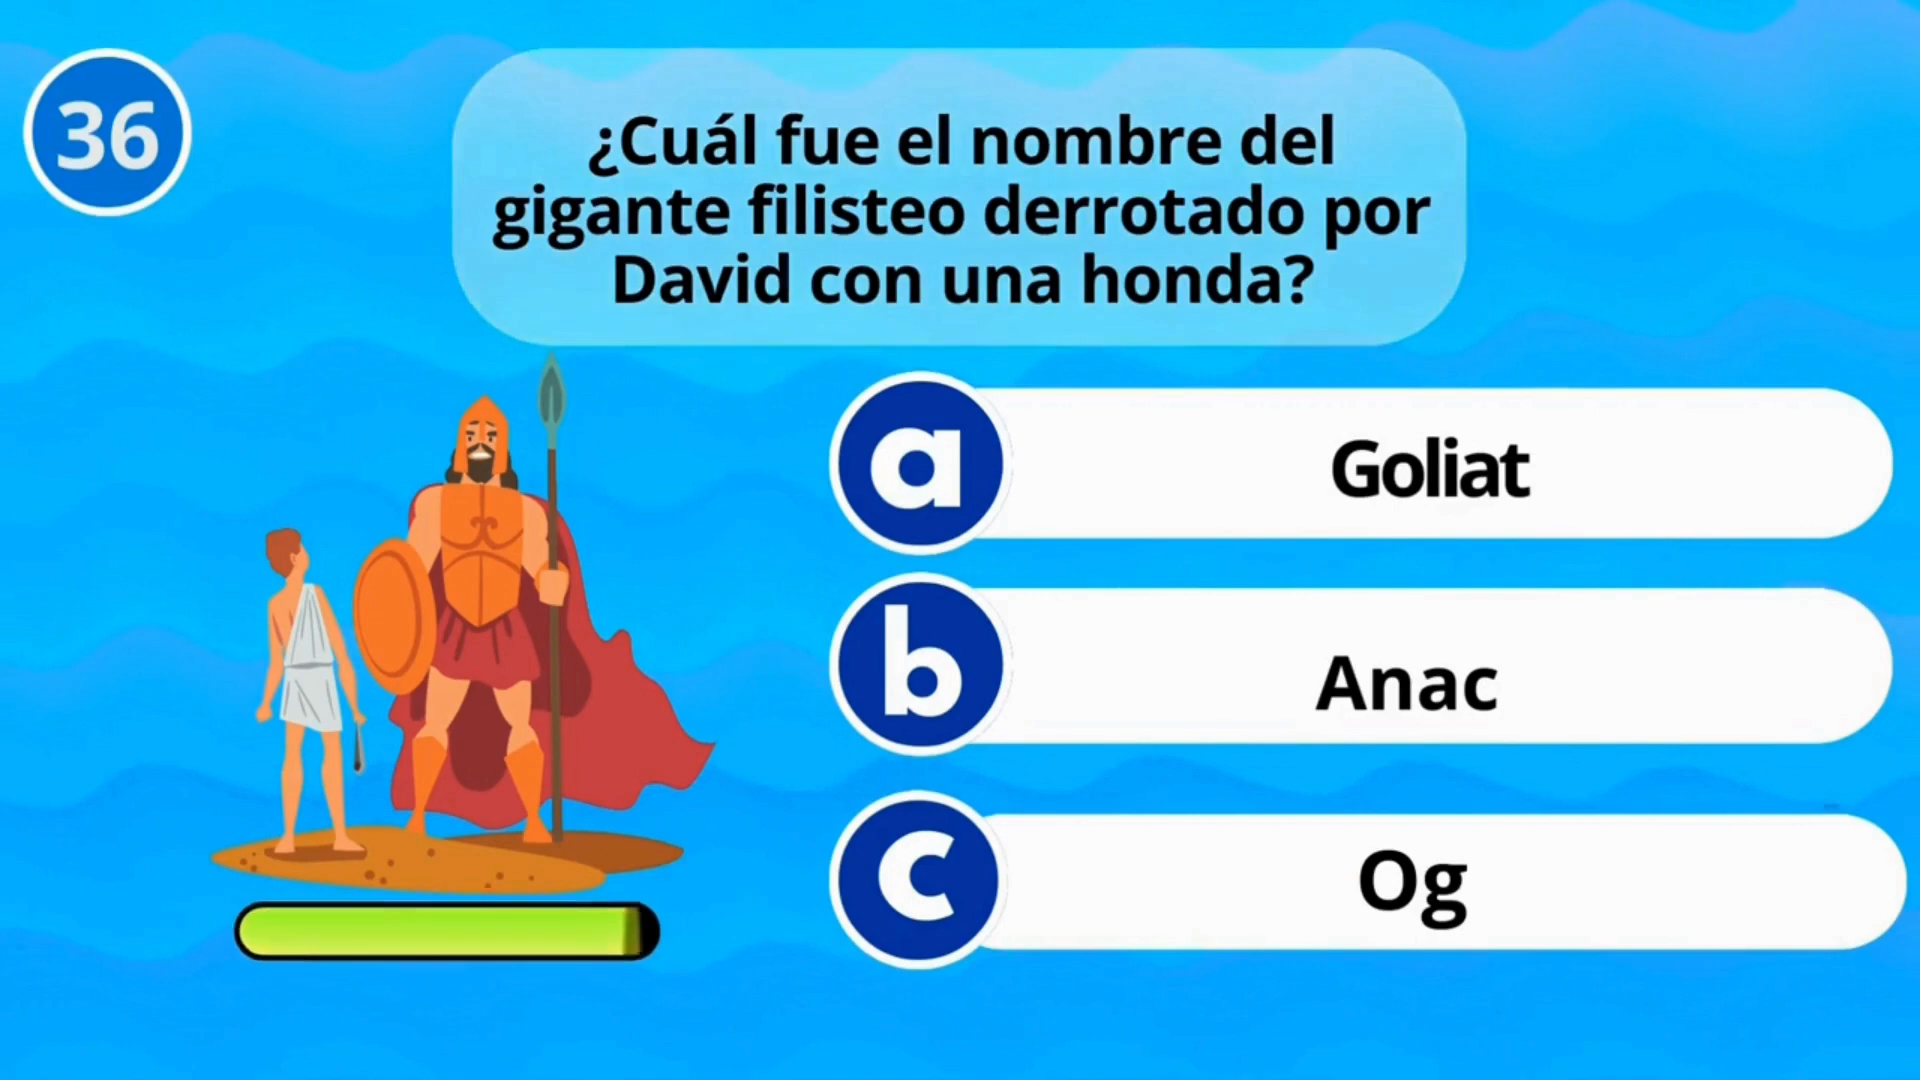 36
¿Cuál fue el nombre del
gigante filisteo derrotado por
David con una honda?
a Goliat
b Anac
c Og